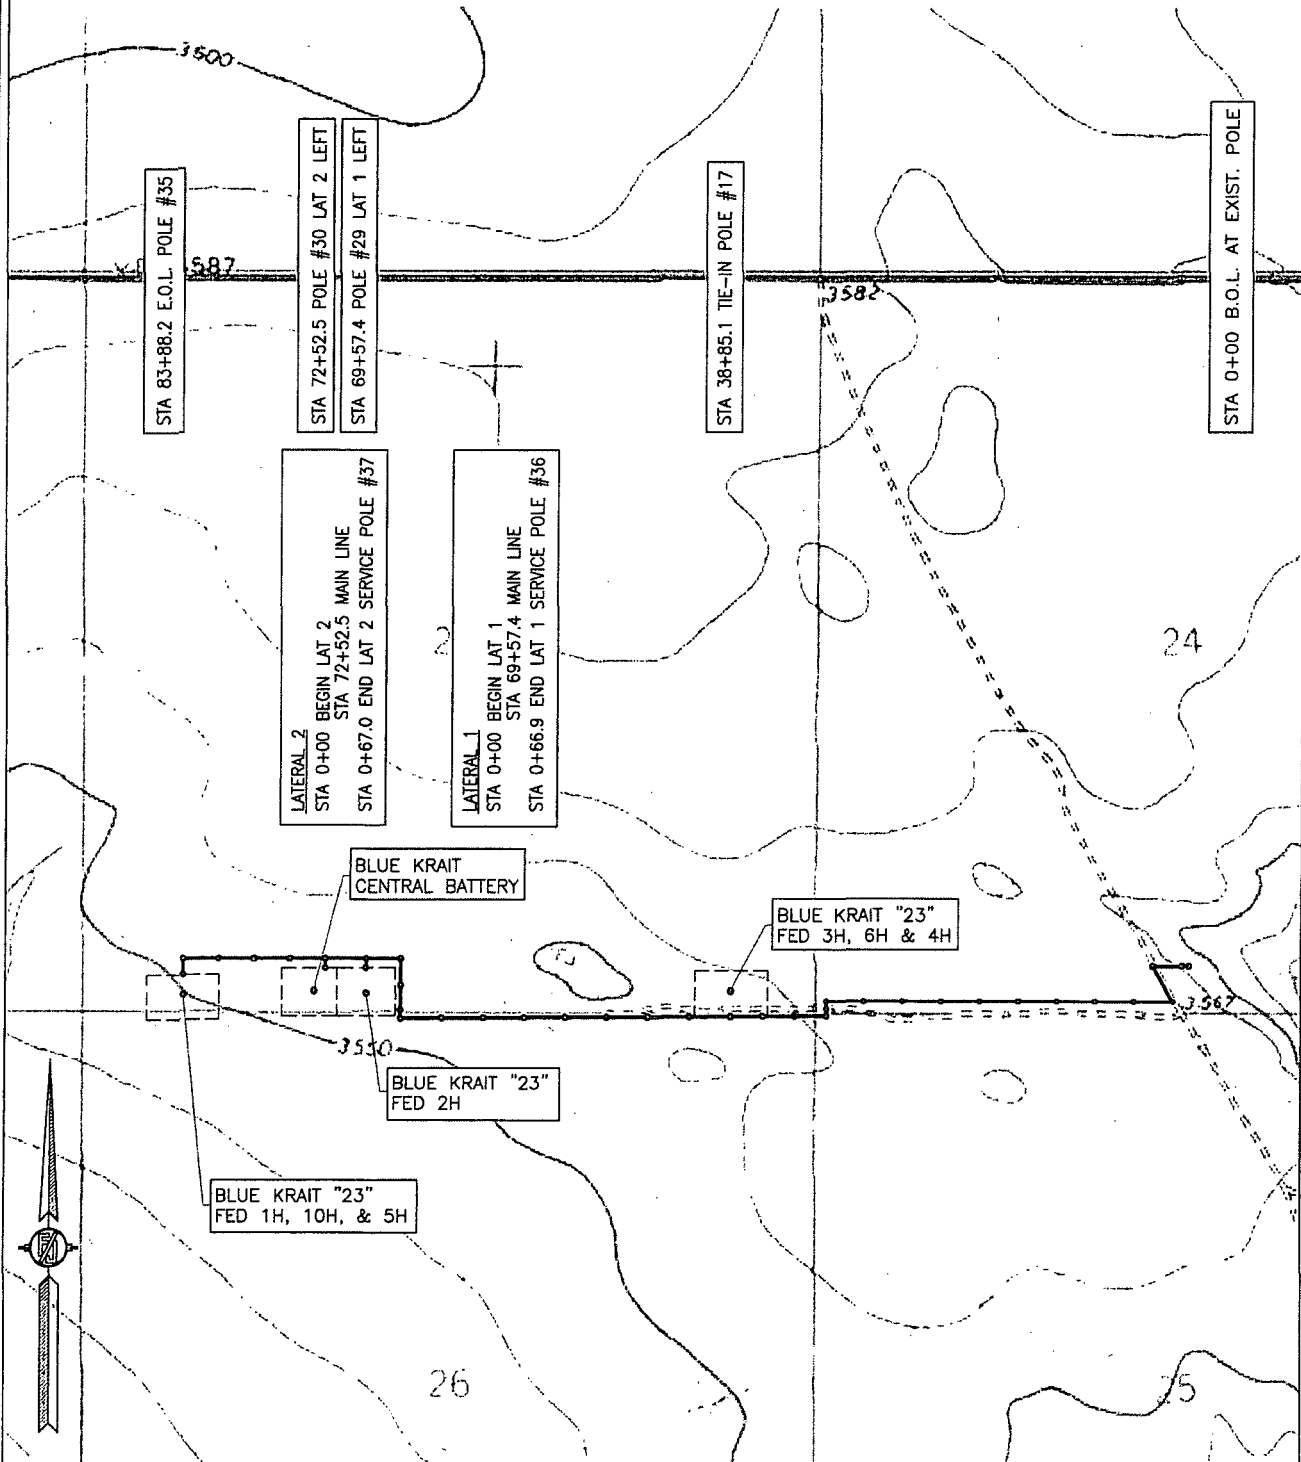 3500
STA 83+88.2 E.O.L. POLE #35
STA 72+52.5 POLE #30 LAT 2 LEFT
STA 69+57.4 POLE #29 LAT 1 LEFT
STA 38+85.1 TIE-IN POLE #17
STA 0+00 B.O.L. AT EXIST. POLE
587
3582
LATERAL 2
STA 0+00 BEGIN LAT 2
STA 72+52.5 MAIN LINE
STA 0+67.0 END LAT 2 SERVICE POLE #37
LATERAL 1
STA 0+00 BEGIN LAT 1
STA 69+57.4 MAIN LINE
STA 0+66.9 END LAT 1 SERVICE POLE #36
2
24
BLUE KRAIT
CENTRAL BATTERY
BLUE KRAIT "23"
FED 3H, 6H & 4H
3567
3550
BLUE KRAIT "23"
FED 2H
BLUE KRAIT "23"
FED 1H, 10H, & 5H
26
25